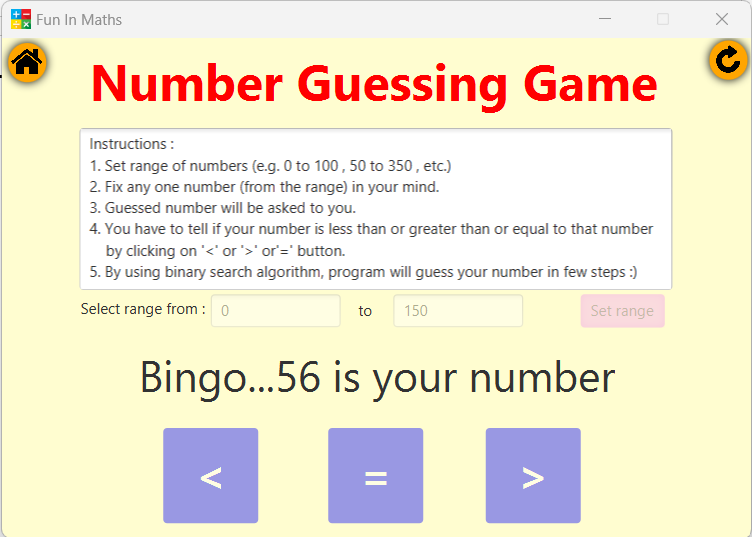 Fun In Maths
Number Guessing Game
Instructions :
1. Set range of numbers (e.g. 0 to 100 , 50 to 350 , etc.)
2. Fix any one number (from the range) in your mind.
3. Guessed number will be asked to you.
4. You have to tell if your number is less than or greater than or equal to that number
by clicking on '<' or '>' or'=' button.
5. By using binary search algorithm, program will guess your number in few steps :)
Select range from : 0 to 150 Set range
Bingo...56 is your number
< = >